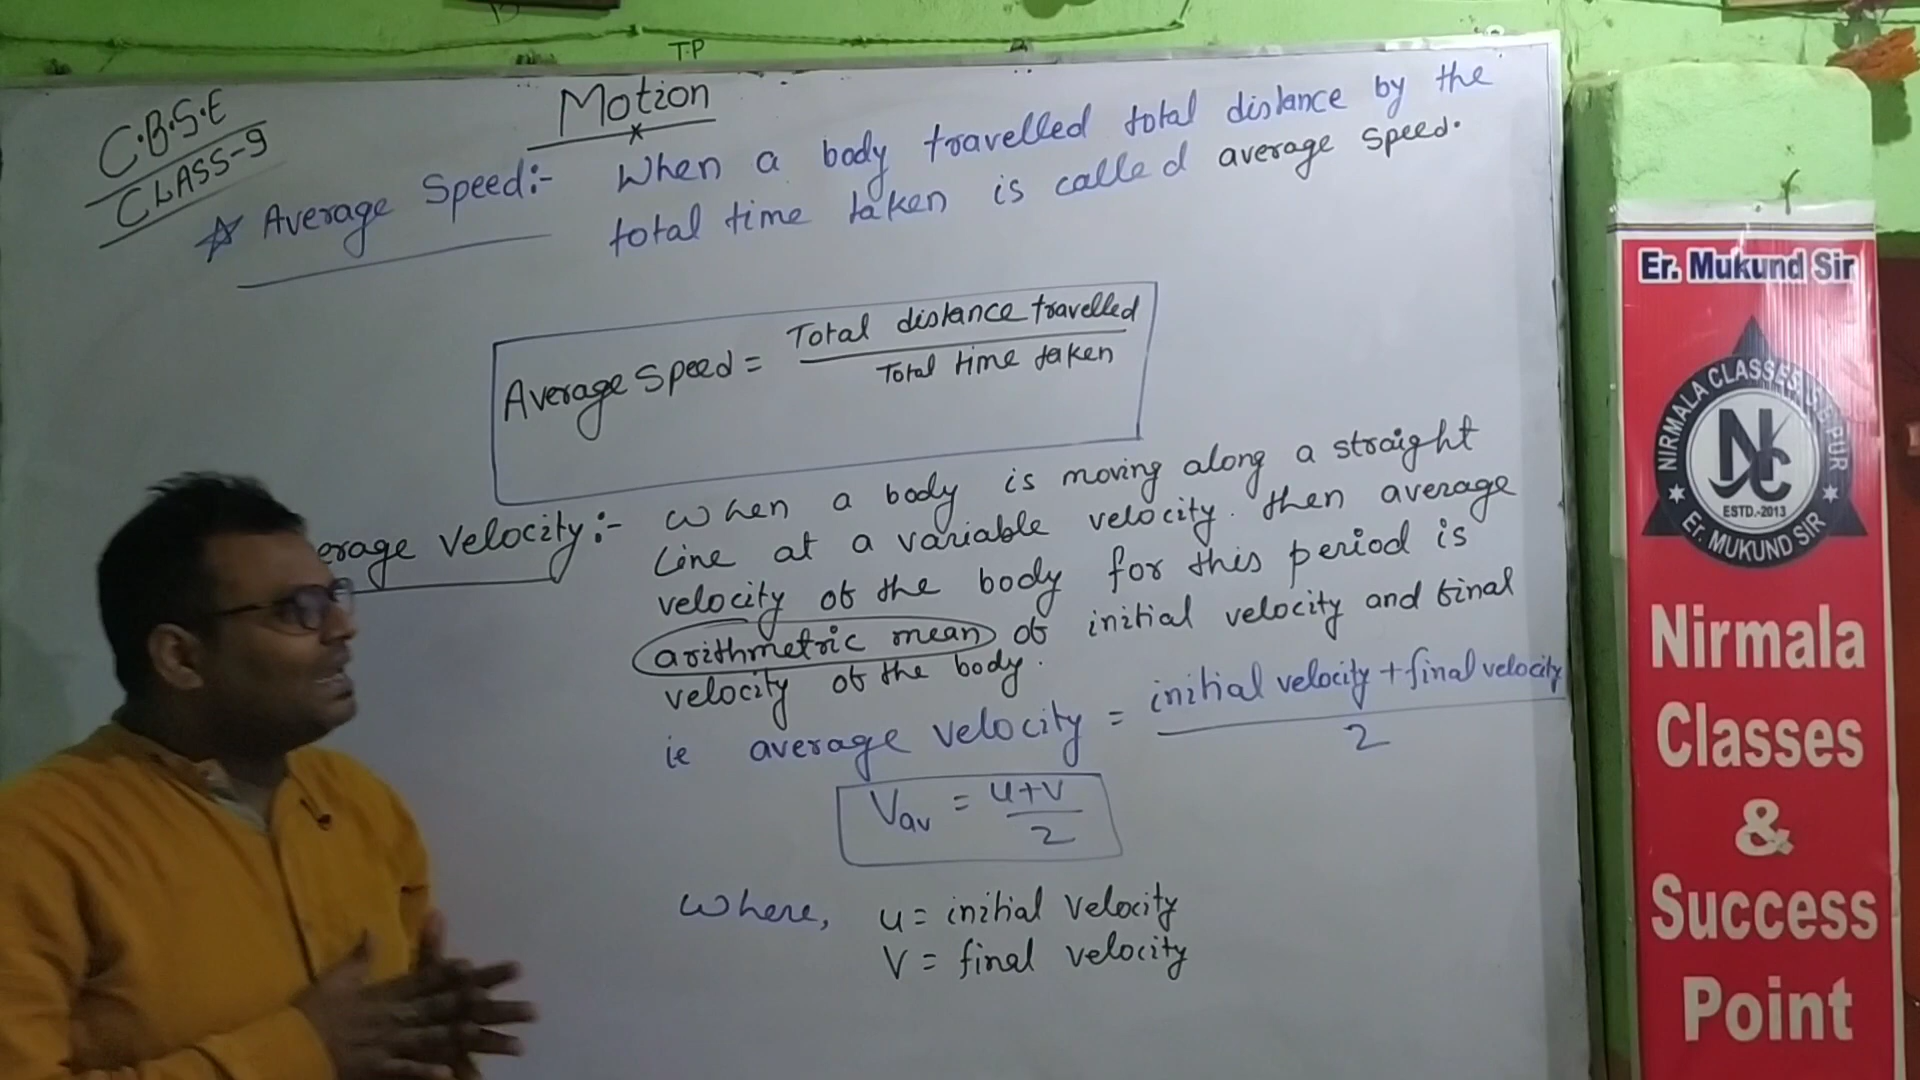 T.P
C.B.S.E
CLASS-9
Motion
☆ Average Speed:- When a body travelled total distance by the
total time taken is called average speed.
Average Speed = Total distance travelled
Total time taken
erage velocity:- When a body is moving along a straight
line at a variable velocity. then average
velocity of the body for this period is
arithmetric mean of initial velocity and final
velocity of the body.
ie average velocity = initial velocity + final velocity
2
Vav = u+v
2
Where, u = initial velocity
V = final velocity
Er. Mukund Sir
NIRMALA CLASSES
NC
ESTD.-2013
Er. MUKUND SIR
Nirmala
Classes
&
Success
Point